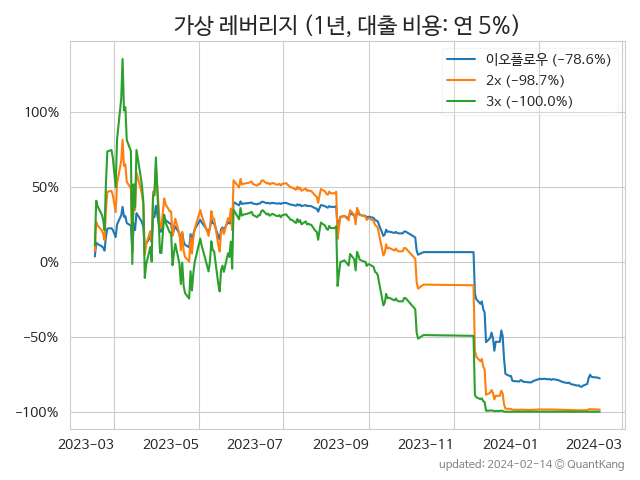 가상 레버리지 (1년, 대출 비용: 연 5%)
이오플로우 (-78.6%)
2x (-98.7%)
3x (-100.0%)
100%
50%
0%
−50%
−100%
2023-03 2023-05 2023-07 2023-09 2023-11 2024-01 2024-03
updated: 2024-02-14 © QuantKang